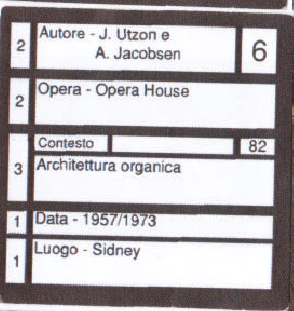 2 Autore - J. Utzon e 6
A. Jacobsen
2 Opera - Opera House
Contesto 82
3 Architettura organica
1 Data - 1957/1973
1 Luogo - Sidney